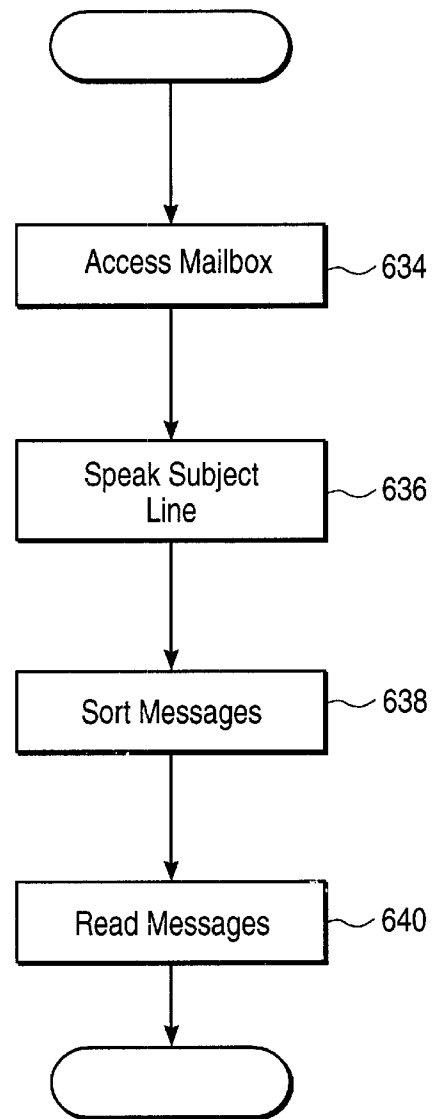 Access Mailbox
634
Speak Subject
Line
636
Sort Messages
638
Read Messages
640